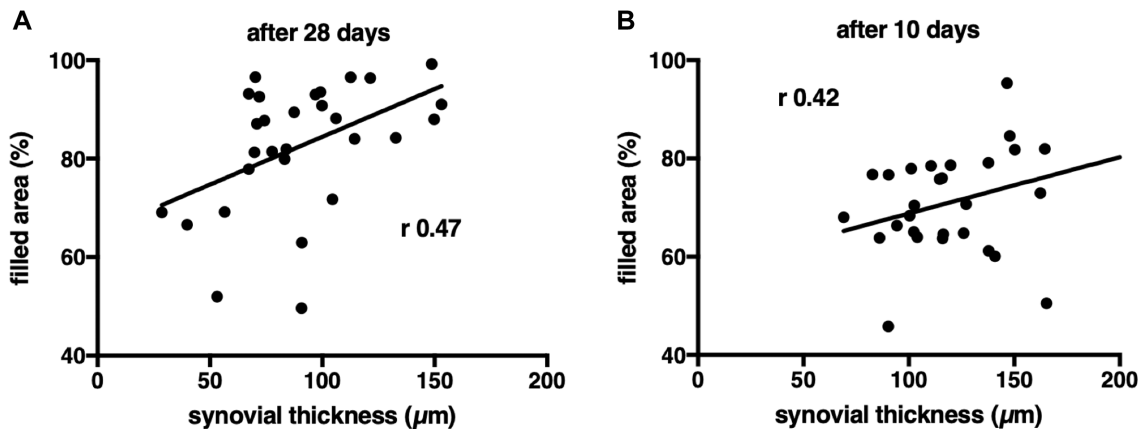 A
after 28 days
100
80
60
40
0
50
100
150
200
filled area (%)
synovial thickness (µm)
r 0.47
B
after 10 days
r 0.42
100
80
60
40
0
50
100
150
200
filled area (%)
synovial thickness (µm)